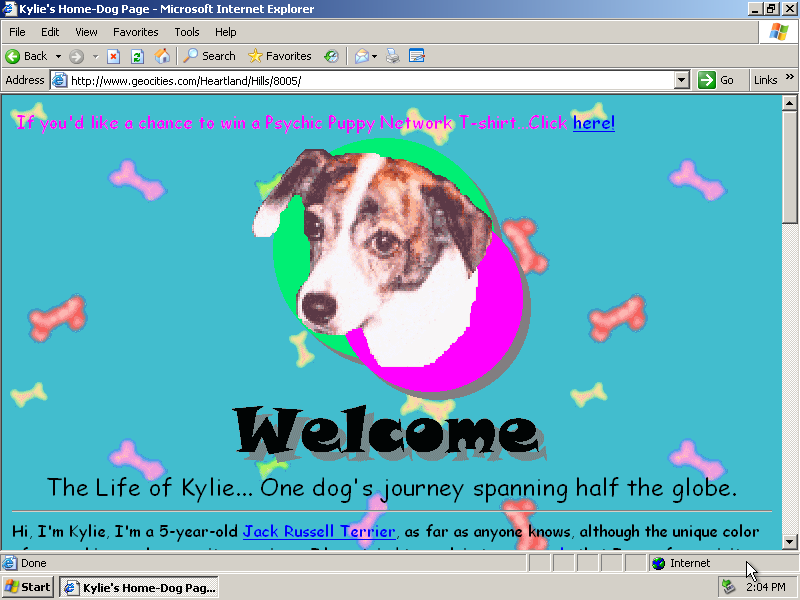 Kylie's Home-Dog Page - Microsoft Internet Explorer
File Edit View Favorites Tools Help
Back Search Favorites
Address http://www.geocities.com/Heartland/Hills/8005/ Go Links »
If you'd like a chance to win a Psychic Puppy Network T-shirt...Click here!
Welcome
The Life of Kylie... One dog's journey spanning half the globe.
Hi, I'm Kylie, I'm a 5-year-old Jack Russell Terrier, as far as anyone knows, although the unique color
Done Internet
Start Kylie's Home-Dog Pag... 2:04 PM